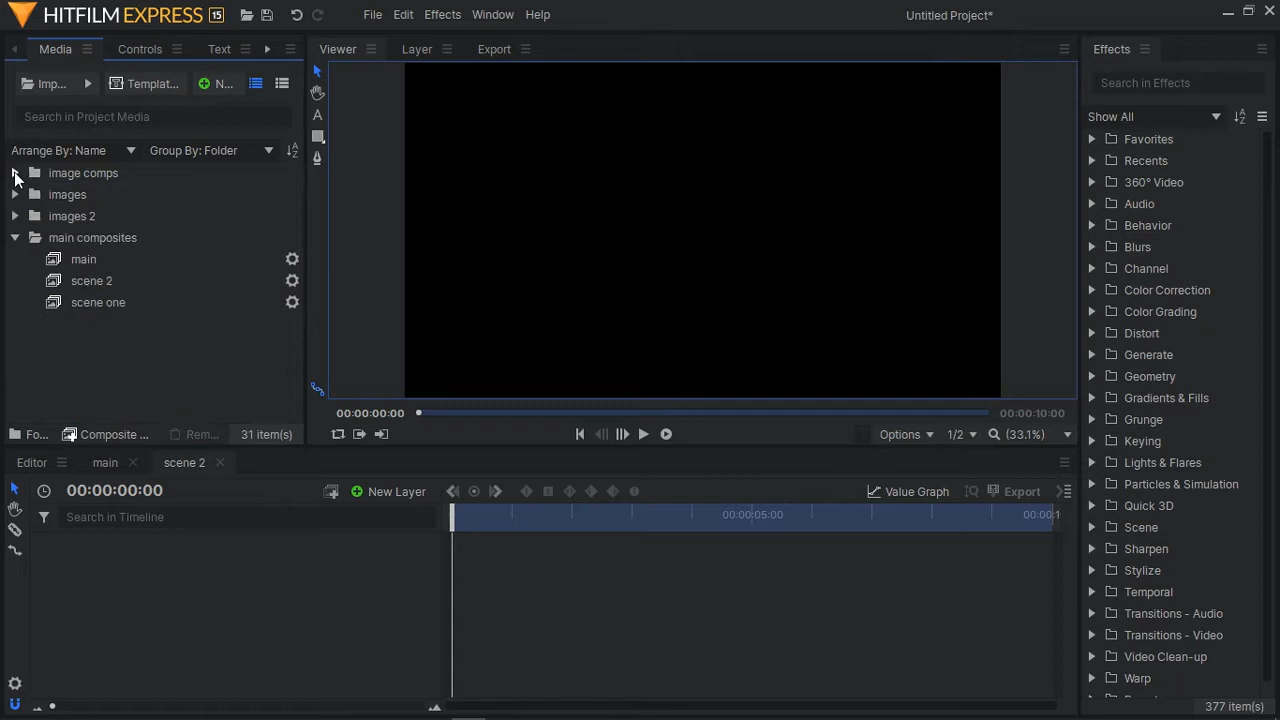 HITFILM EXPRESS 15 File Edit Effects Window Help Untitled Project*
Media Controls Text Viewer Layer Export Effects
Imp... Templat... N... Search in Effects
Search in Project Media Show All
Arrange By: Name Group By: Folder
image comps
images
images 2
main composites
main
scene 2
scene one
Fo... Composite ... Rem... 31 item(s)
00:00:00:00 00:00:10:00
Options 1/2 (33.1%)
Favorites
Recents
360° Video
Audio
Behavior
Blurs
Channel
Color Correction
Color Grading
Distort
Generate
Geometry
Gradients & Fills
Grunge
Keying
Lights & Flares
Particles & Simulation
Quick 3D
Scene
Sharpen
Stylize
Temporal
Transitions - Audio
Transitions - Video
Video Clean-up
Warp
377 item(s)
Editor main scene 2
00:00:00:00 New Layer Value Graph Export
Search in Timeline 00:00:05:00 00:00:1